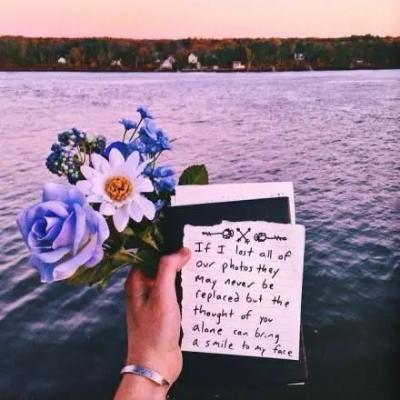 If I lost all of
our photos they
may never be
replaced but the
thought of you
alone can bring
a smile to my face